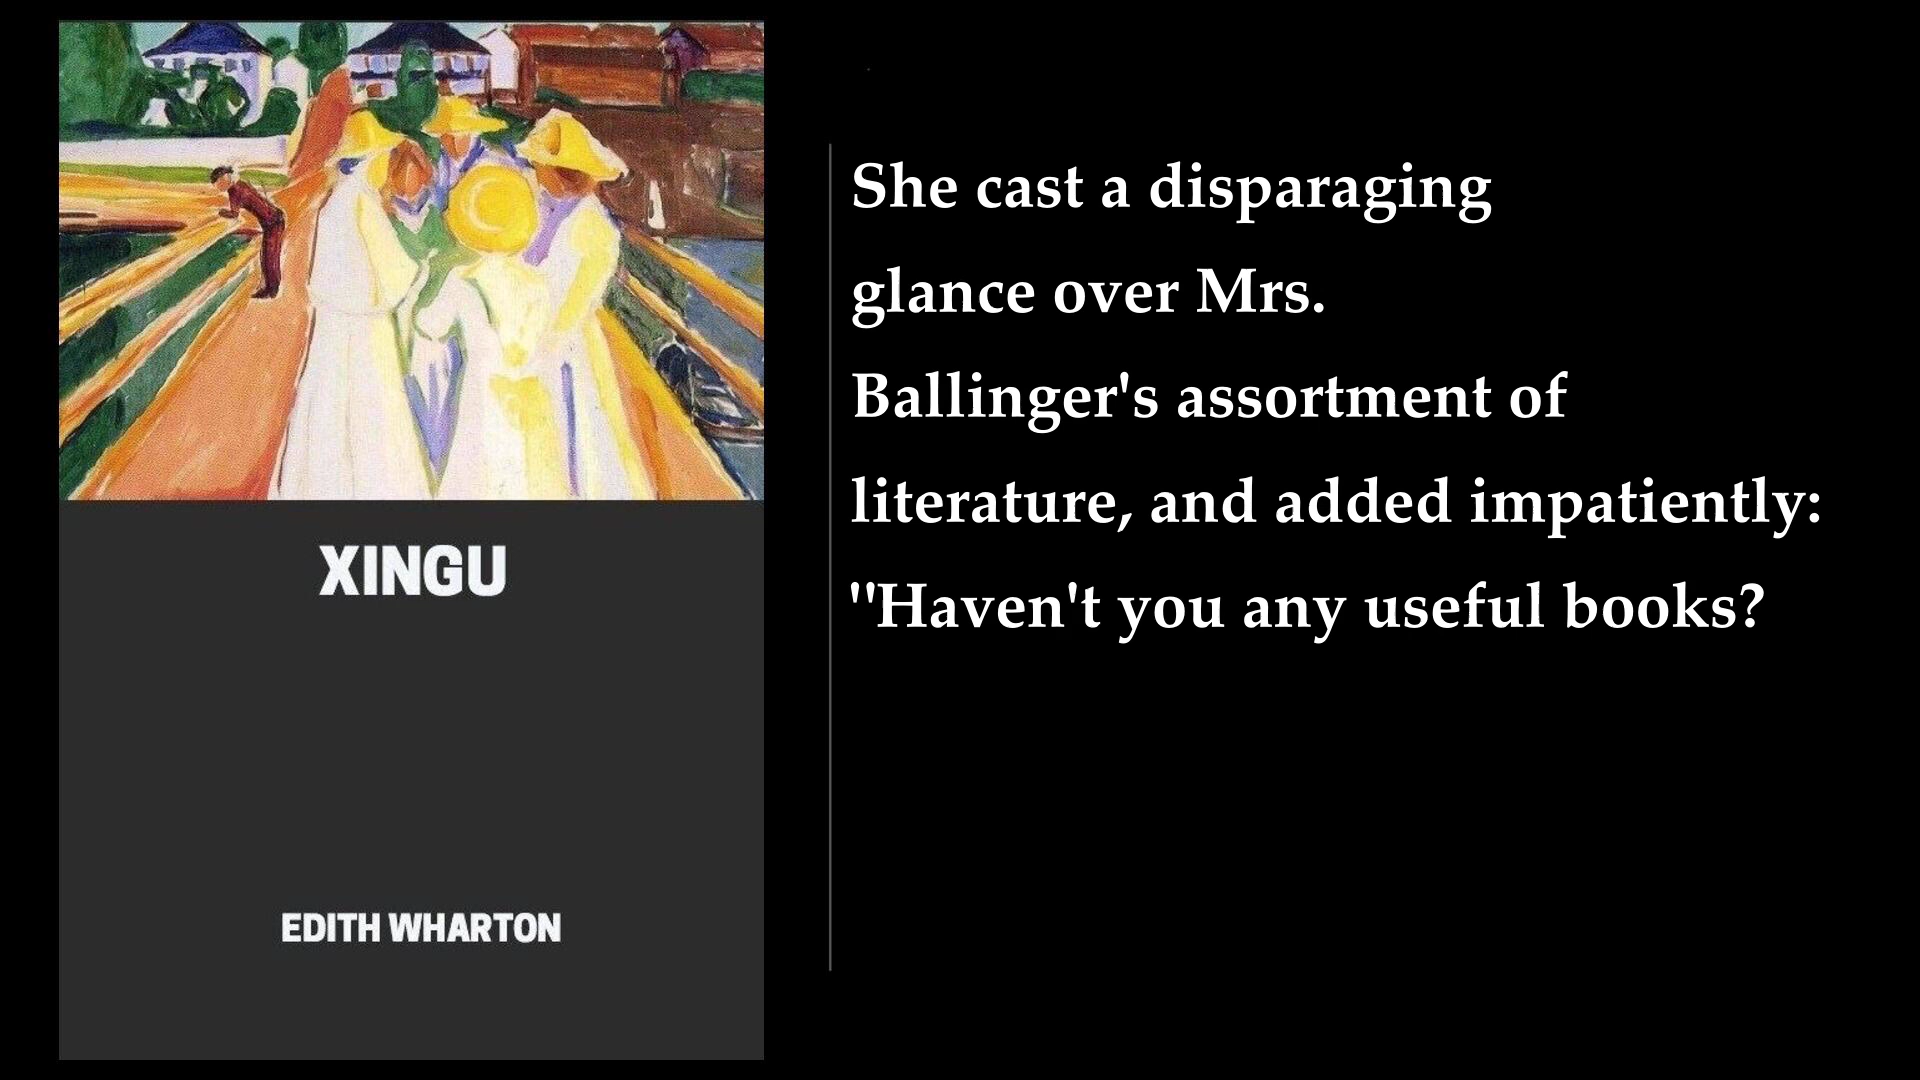 XINGU
EDITH WHARTON
She cast a disparaging
glance over Mrs.
Ballinger's assortment of
literature, and added impatiently:
"Haven't you any useful books?